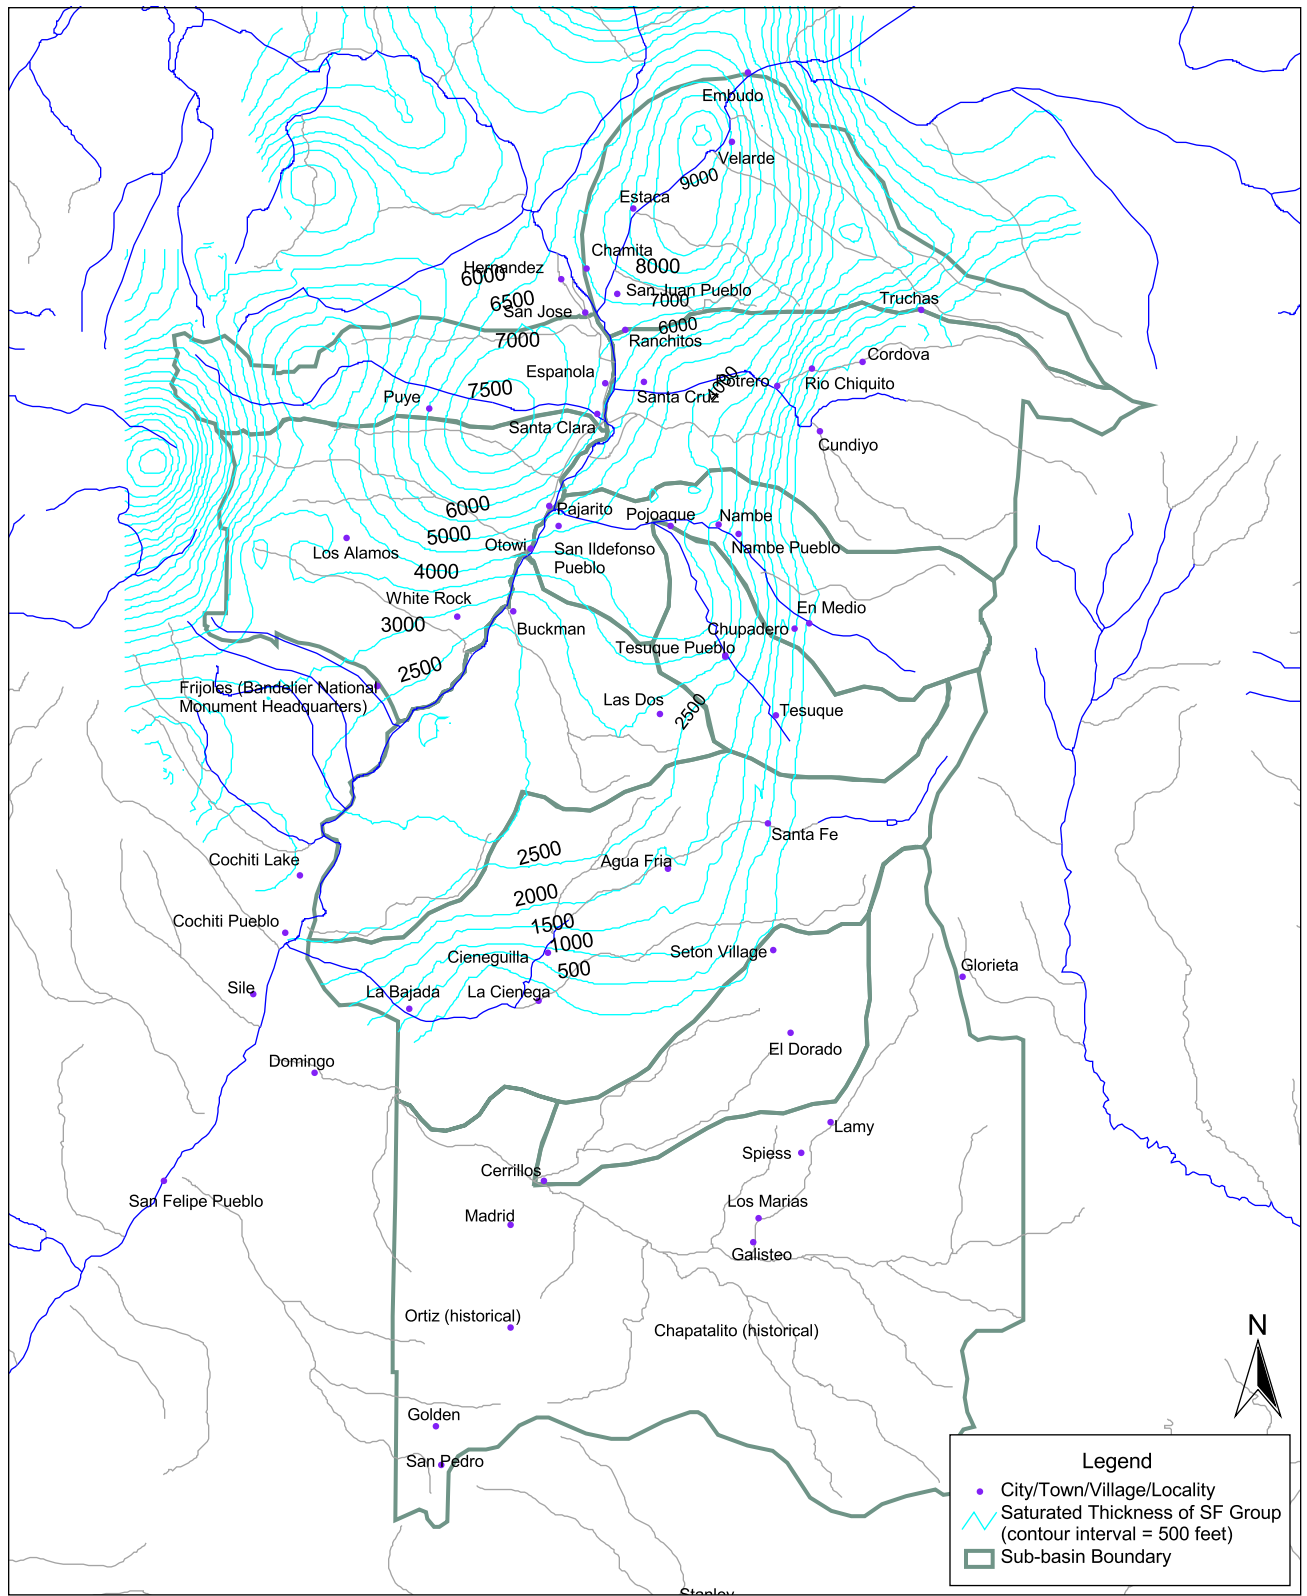 Embudo
Velarde
9000
Estaca
Chamita
Hernandez
6000
8000
San Juan Pueblo
6500
7000
San Jose
Truchas
6000
7000
Ranchitos
Cordova
Espanola
7500
Puye
4000
Potrero
Rio Chiquito
Santa Cruz
Santa Clara
Cundiyo
6000
Pajarito
Pojoaque
Nambe
5000
Otowi
San Ildefonso
Pueblo
Nambe Pueblo
Los Alamos
4000
White Rock
3000
Buckman
En Medio
Chupadero
Tesuque Pueblo
2500
Frijoles (Bandelier National
Monument Headquarters)
Las Dos
2500
Tesuque
Santa Fe
2500
Agua Fria
Cochiti Lake
2000
Cochiti Pueblo
1500
1000
Cieneguilla
500
Seton Village
Glorieta
Sile
La Bajada
La Cienega
El Dorado
Domingo
Lamy
Spiess
Cerrillos
San Felipe Pueblo
Los Marias
Madrid
Galisteo
Ortiz (historical)
Chapatalito (historical)
N
Golden
San Pedro
Legend
City/Town/Village/Locality
Saturated Thickness of SF Group
(contour interval = 500 feet)
Sub-basin Boundary
Stanley